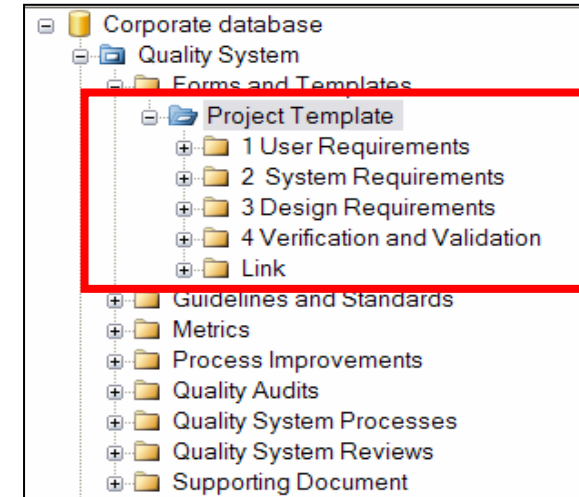 Corporate database
Quality System
Forms and Templates
Project Template
1 User Requirements
2 System Requirements
3 Design Requirements
4 Verification and Validation
Link
Guidelines and Standards
Metrics
Process Improvements
Quality Audits
Quality System Processes
Quality System Reviews
Supporting Document